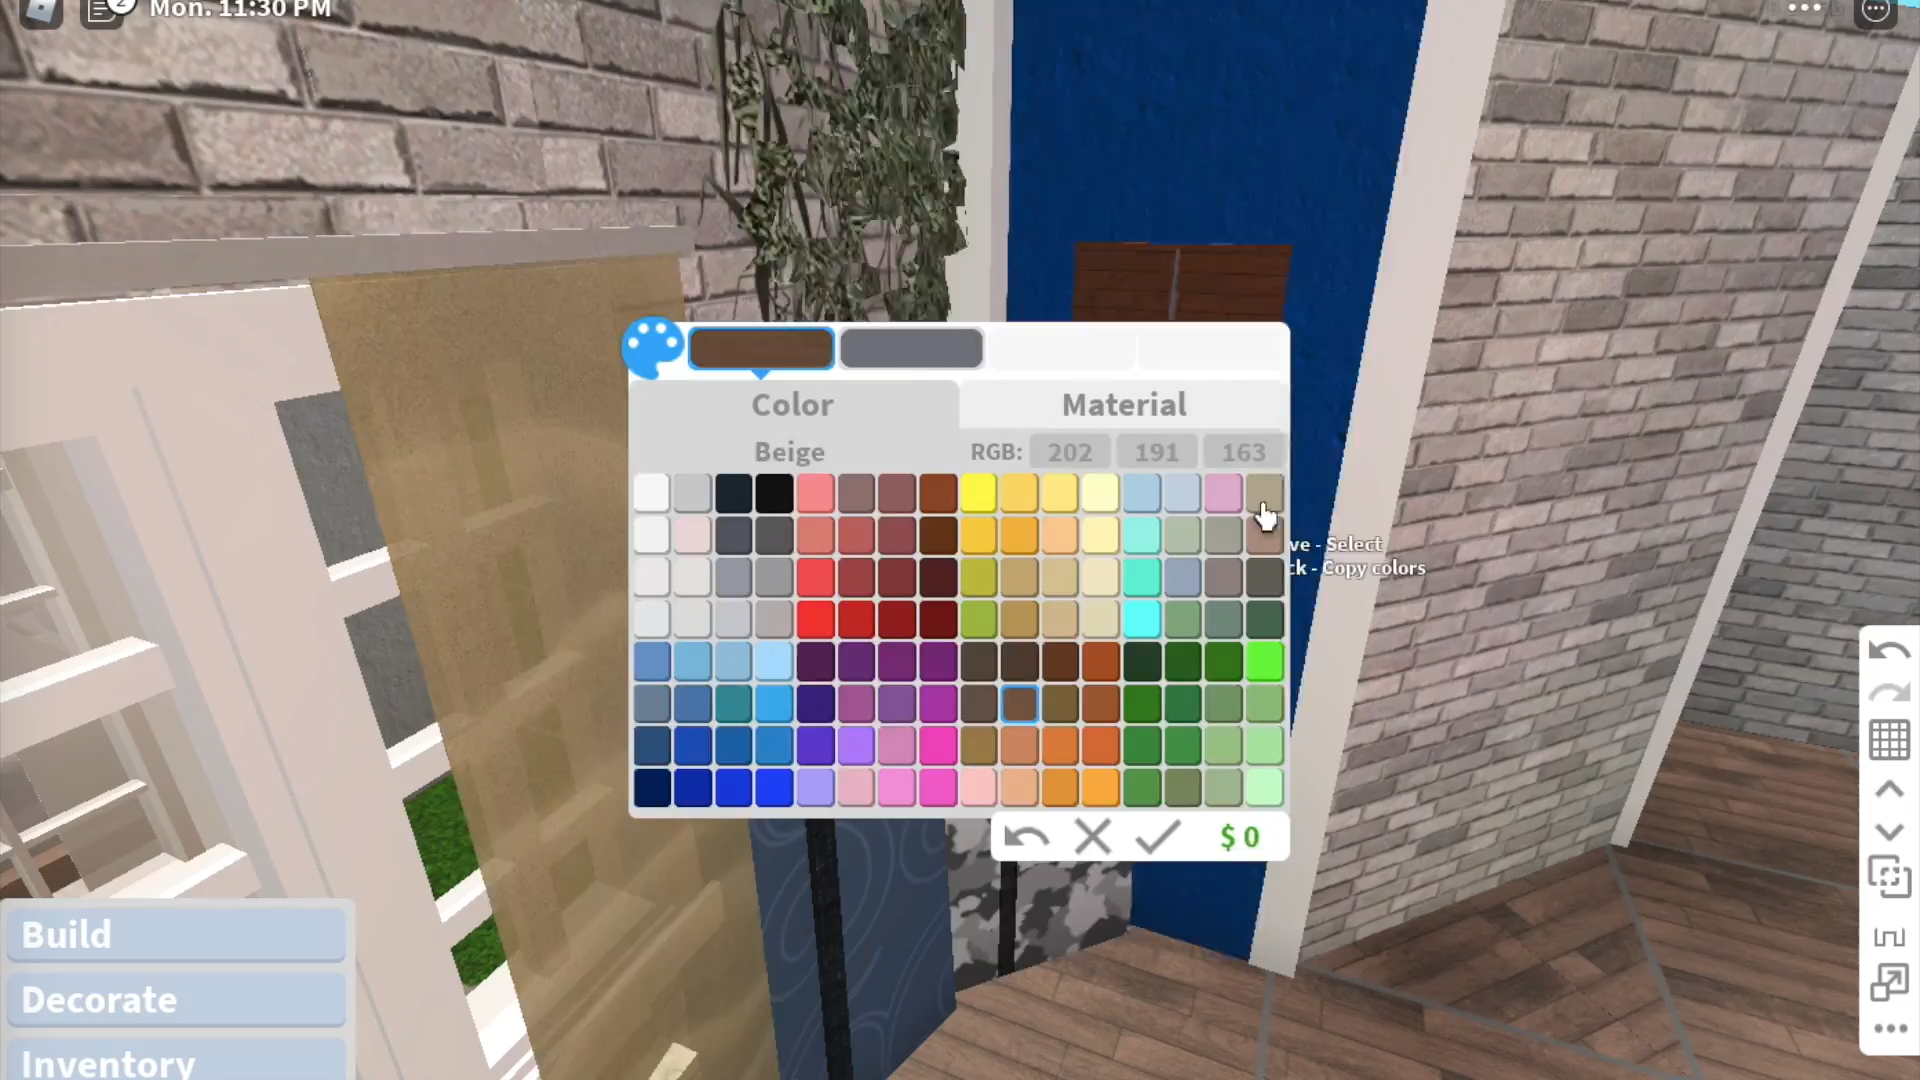 2
Mon. 11:30 PM
Color
Material
Beige
RGB: 202 191 163
ve - Select
ck - Copy colors
$ 0
Build
Decorate
Inventory